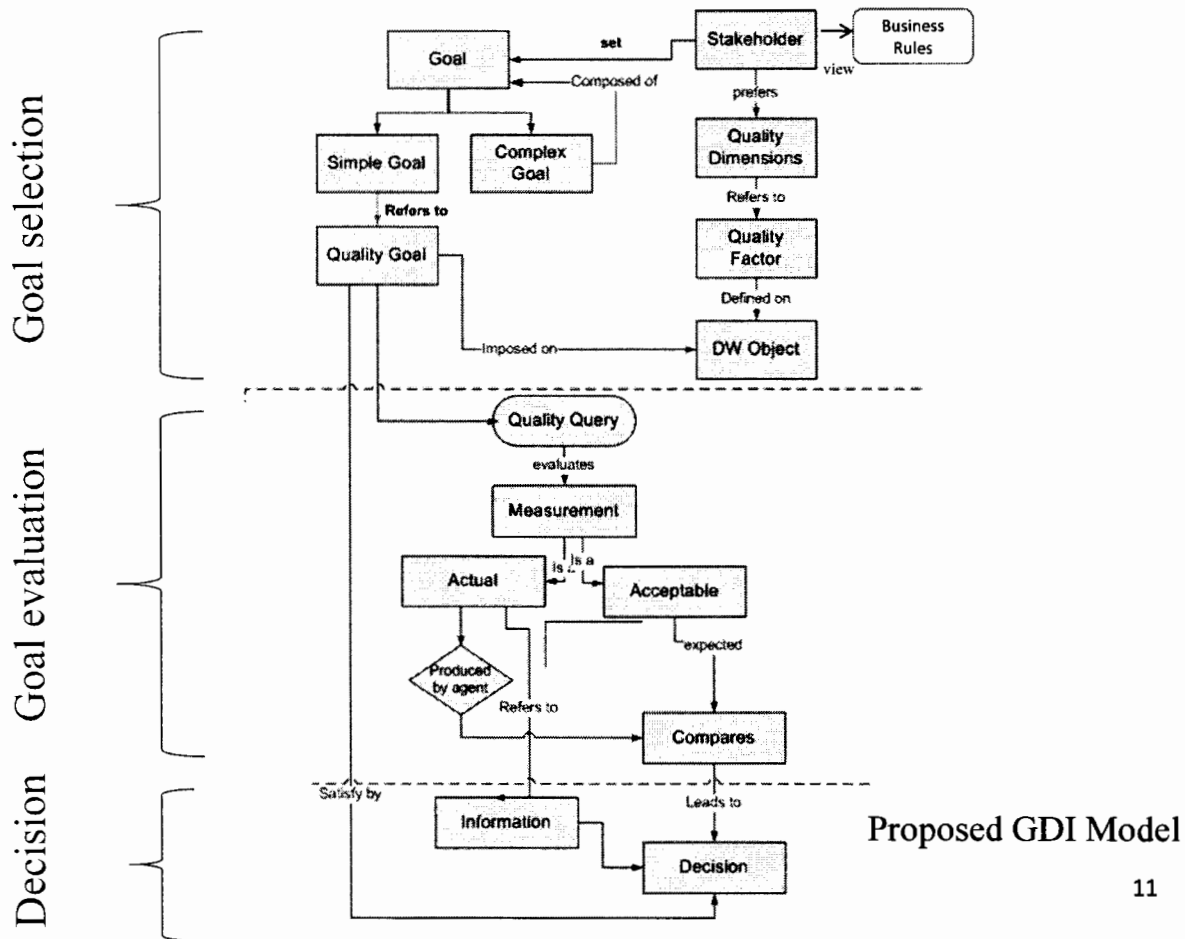 Goal selection
Goal evaluation
Decision
Goal
set
Stakeholder
Business
Rules
view
Composed of
prefers
Simple Goal
Complex
Goal
Quality
Dimensions
Refers to
Refers to
Quality Goal
Quality
Factor
Defined on
Imposed on
DW Object
Quality Query
evaluates
Measurement
Is a
Is a
Actual
Acceptable
expected
Produced
by agent
Refers to
Compares
Satisfy by
Leads to
Information
Decision
Proposed GDI Model
11